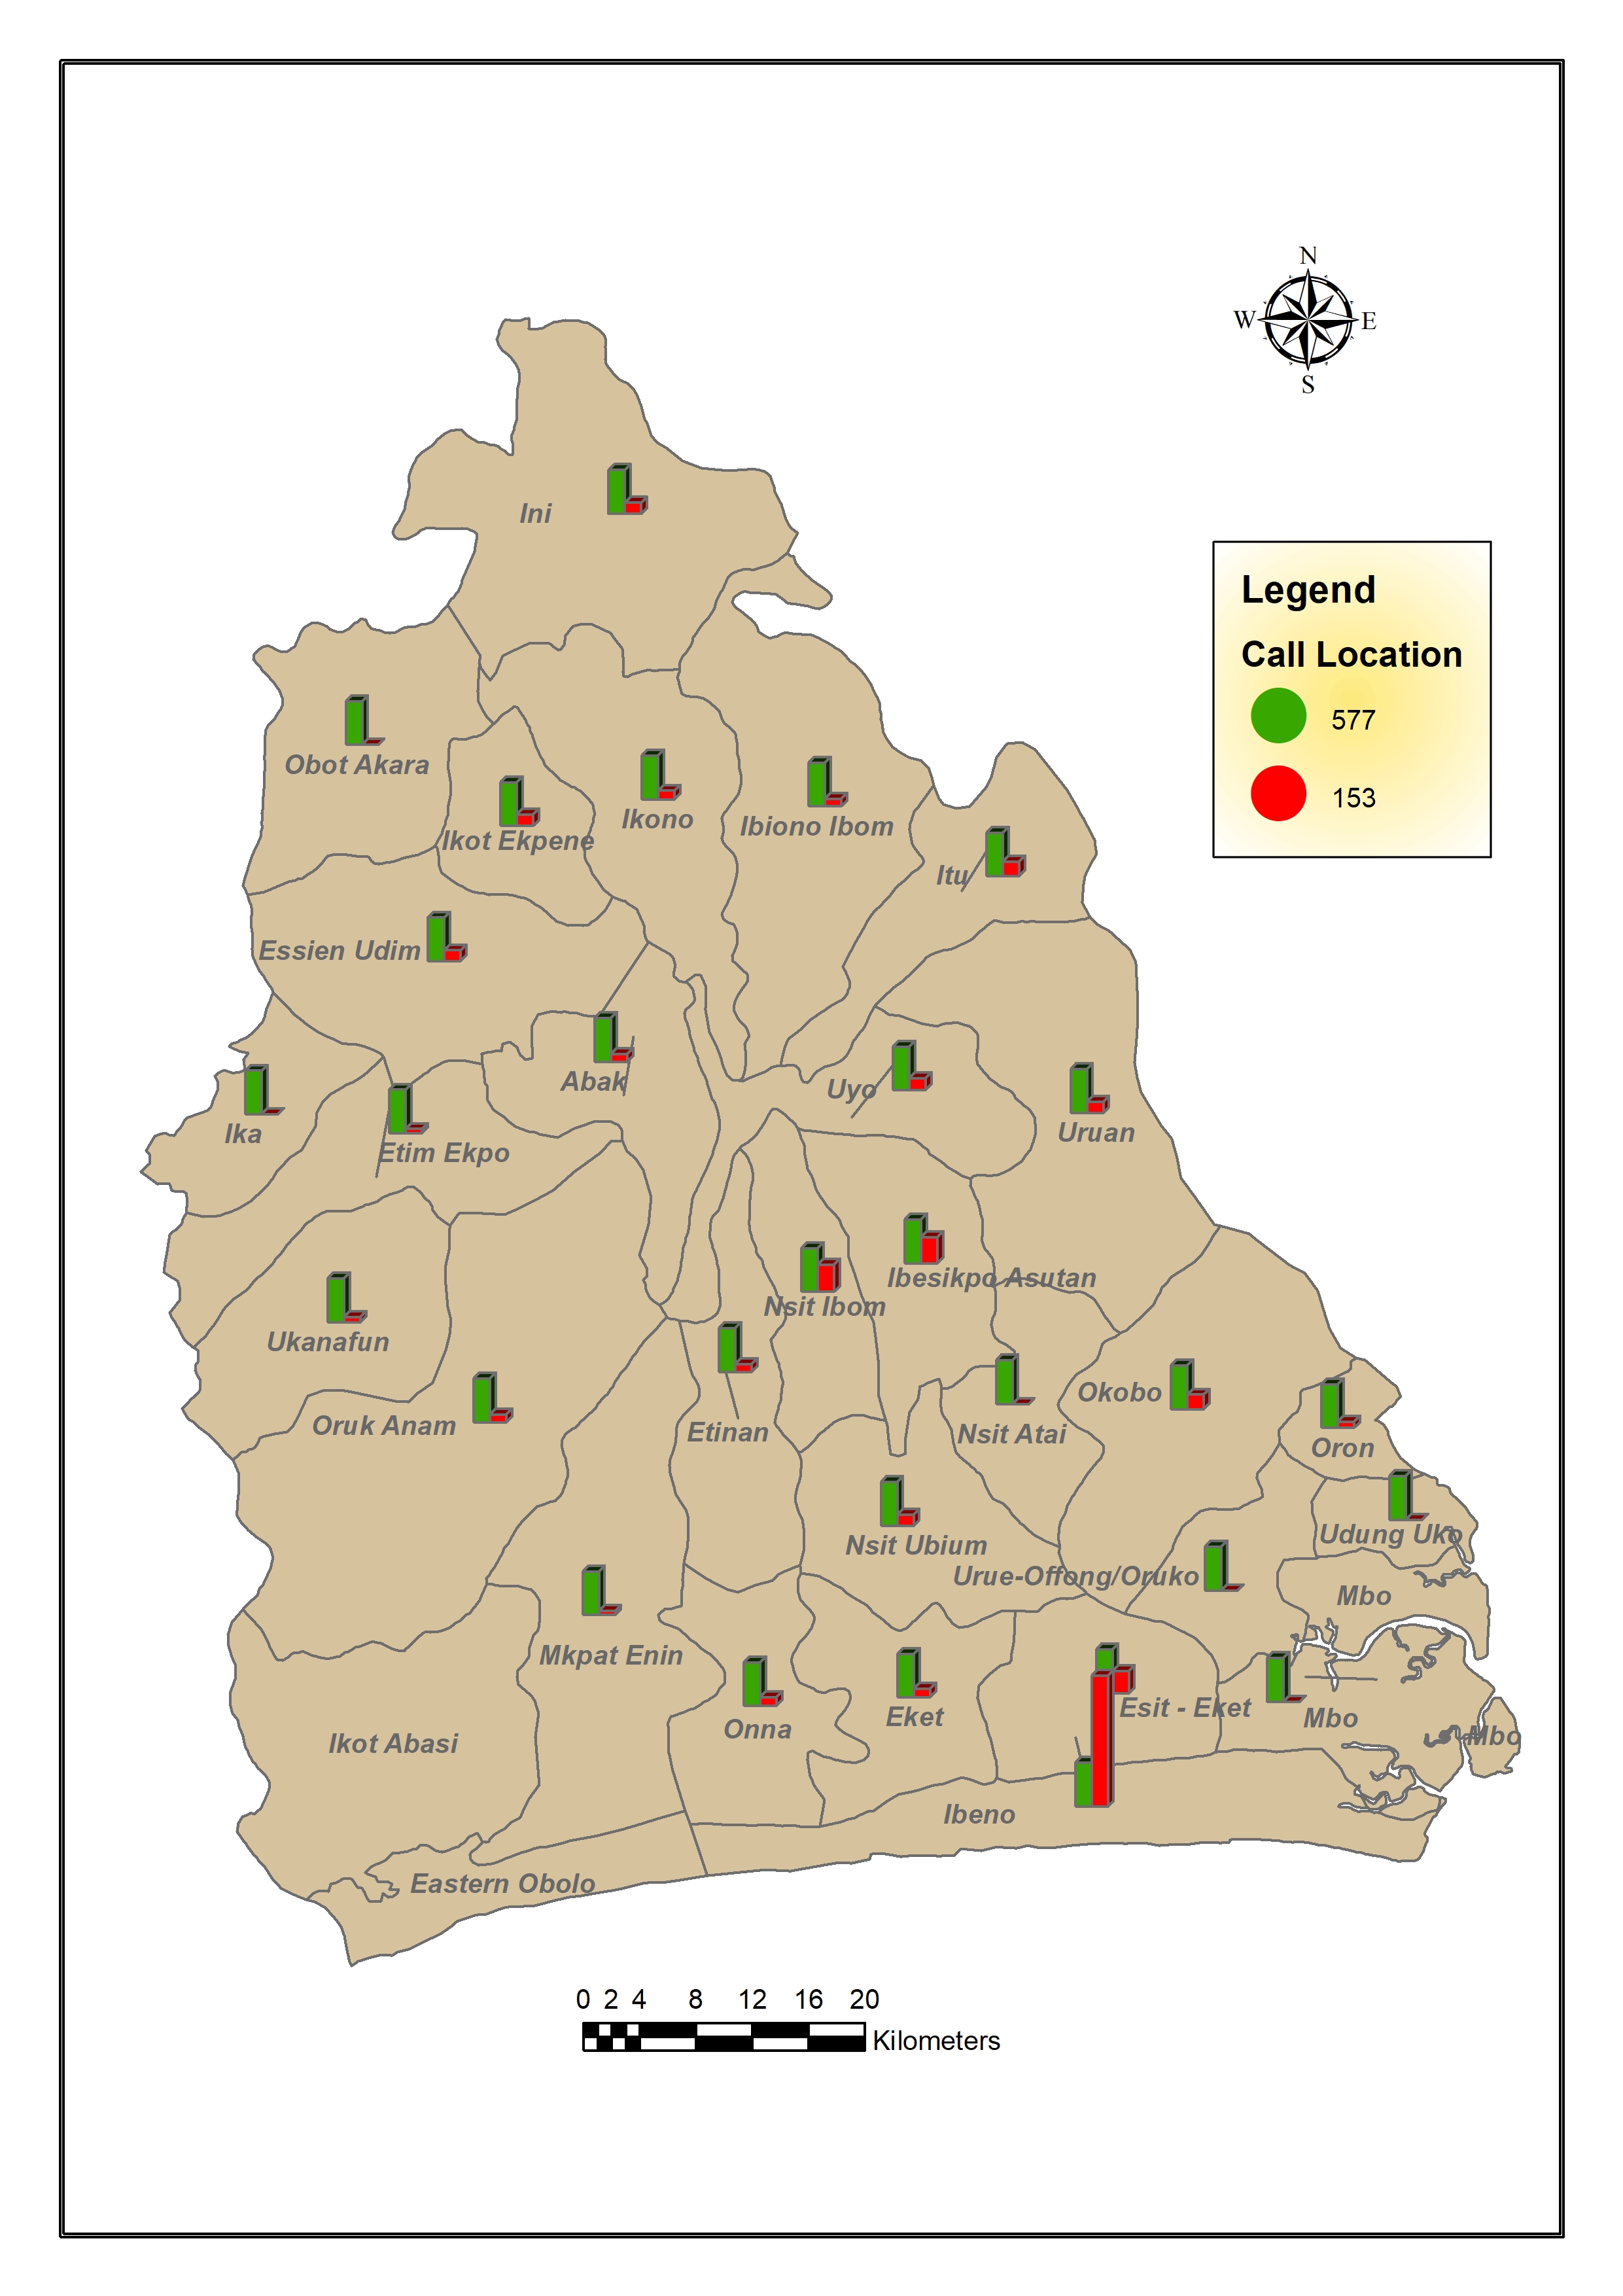 N
W E
S
Ini
Legend
Call Location
577
153
Obot Akara
Ikot Ekpene
Ikono
Ibiono Ibom
Itu
Essien Udim
Abak
Uyo
Ika
Etim Ekpo
Uruan
Ukanafun
Nsit Ibom
Ibesikpo Asutan
Oruk Anam
Etinan
Nsit Atai
Okobo
Oron
Nsit Ubium
Udung Uko
Urue-Offong/Oruko
Mbo
Mkpat Enin
Onna
Eket
Esit - Eket
Mbo
Mbo
Ikot Abasi
Ibeno
Eastern Obolo
0 2 4 8 12 16 20
Kilometers